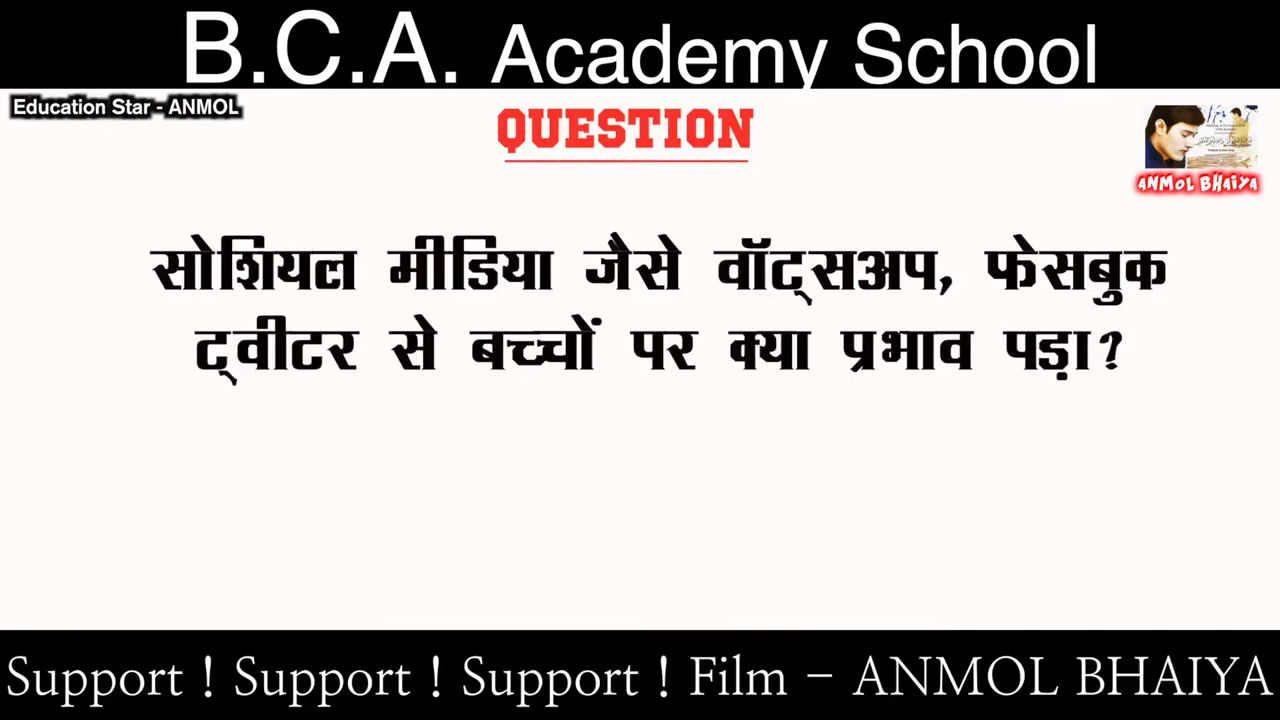 B.C.A. Academy School
Education Star - ANMOL
QUESTION
ANMOL BHAIYA
सोशियल मीडिया जैसे वॉट्सअप, फेसबुक
ट्वीटर से बच्चों पर क्या प्रभाव पड़ा?
Support ! Support ! Support ! Film - ANMOL BHAIYA